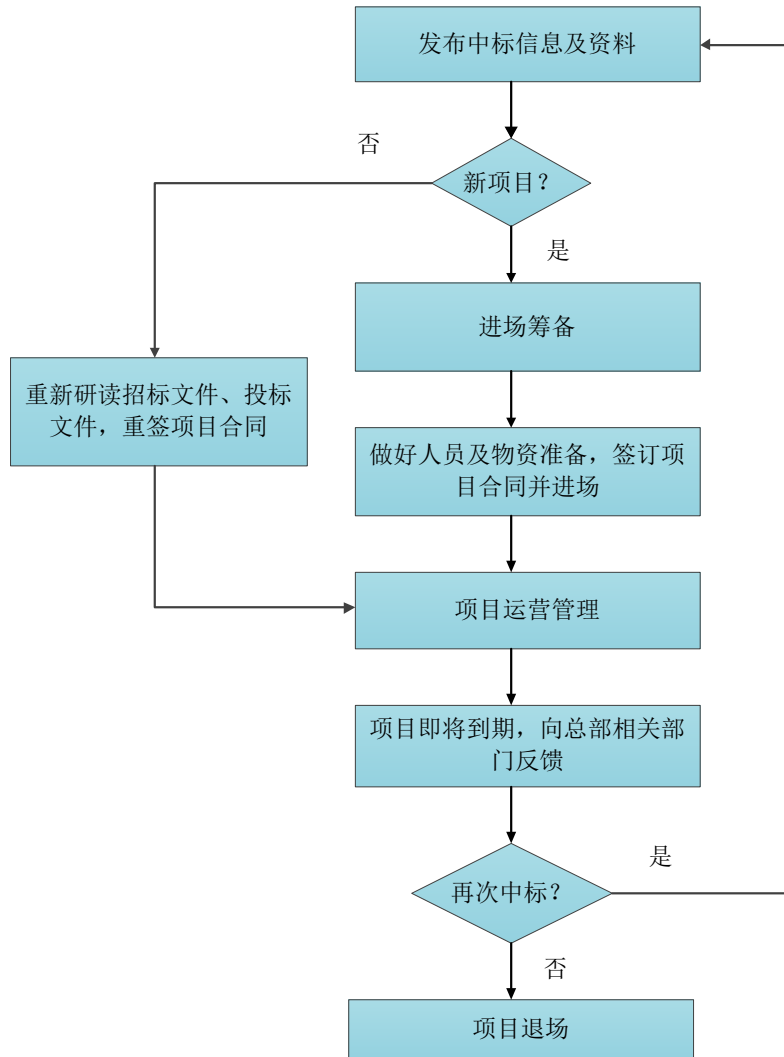 发布中标信息及资料
否
新项目？
是
进场筹备
重新研读招标文件、投标
文件，重签项目合同
做好人员及物资准备，签订项
目合同并进场
项目运营管理
项目即将到期，向总部相关部
门反馈
是
再次中标？
否
项目退场